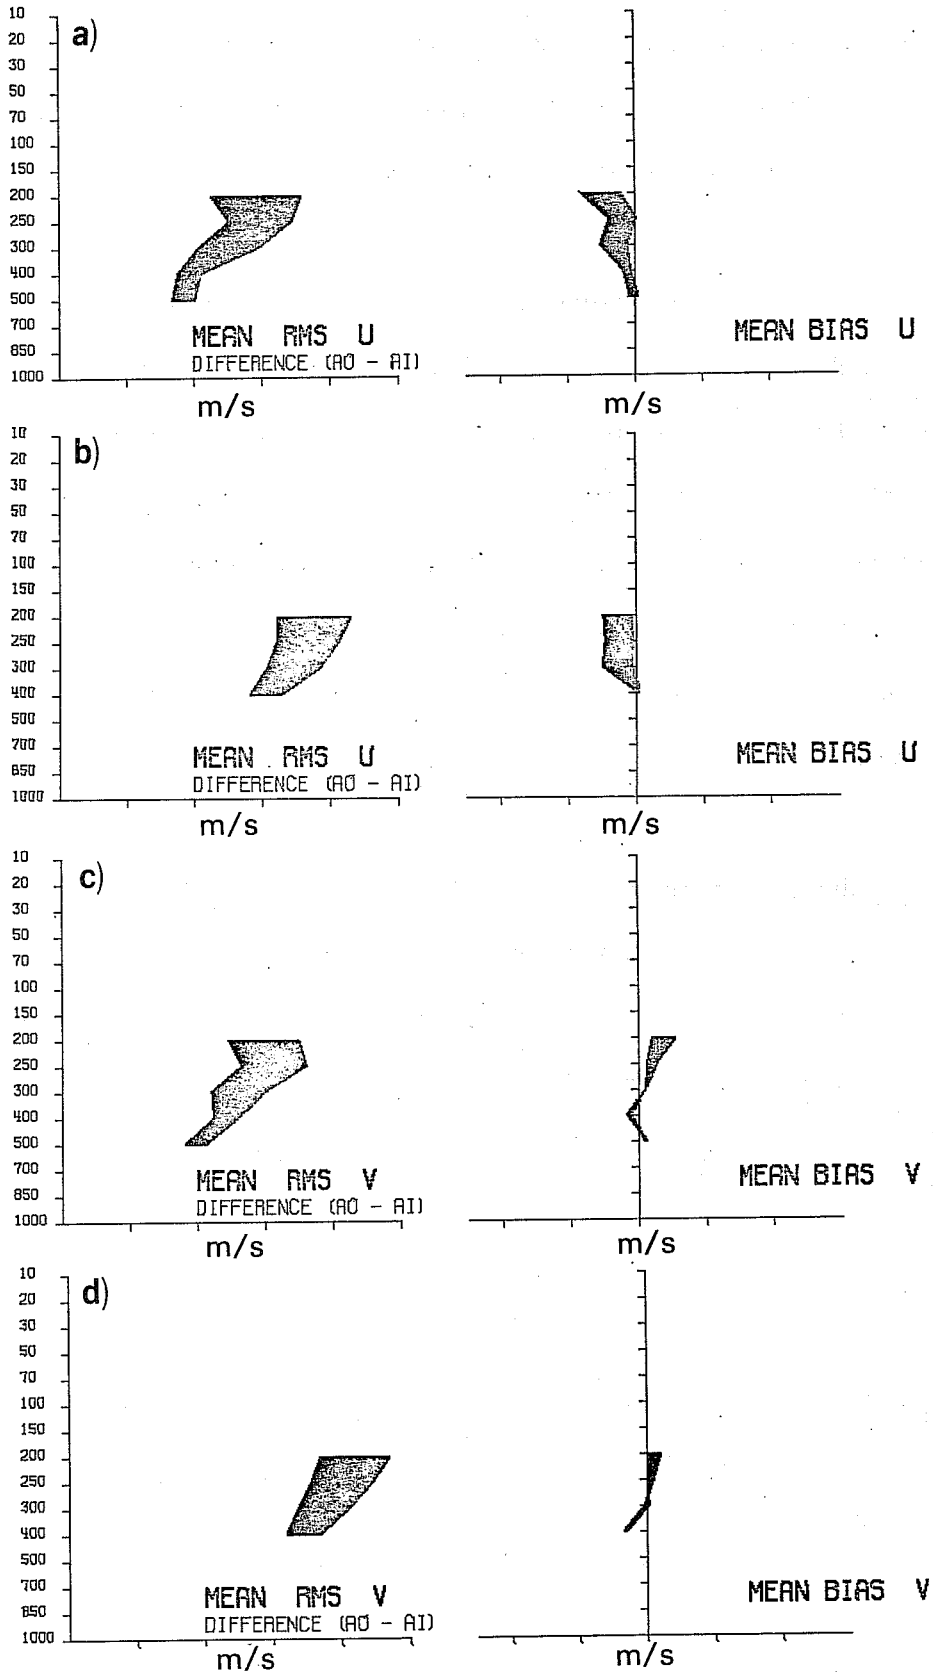 a)
10
20
30
50
70
100
150
200
250
300
400
500
700
850
1000
MEAN RMS U
DIFFERENCE (AO - AI)
MEAN BIAS U
m/s
m/s
b)
10
20
30
50
70
100
150
200
250
300
400
500
700
850
1000
MEAN RMS U
DIFFERENCE (AO - AI)
MEAN BIAS U
m/s
m/s
c)
10
20
30
50
70
100
150
200
250
300
400
500
700
850
1000
MEAN RMS V
DIFFERENCE (AO - AI)
MEAN BIAS V
m/s
m/s
d)
10
20
30
50
70
100
150
200
250
300
400
500
700
850
1000
MEAN RMS V
DIFFERENCE (AO - AI)
MEAN BIAS V
m/s
m/s